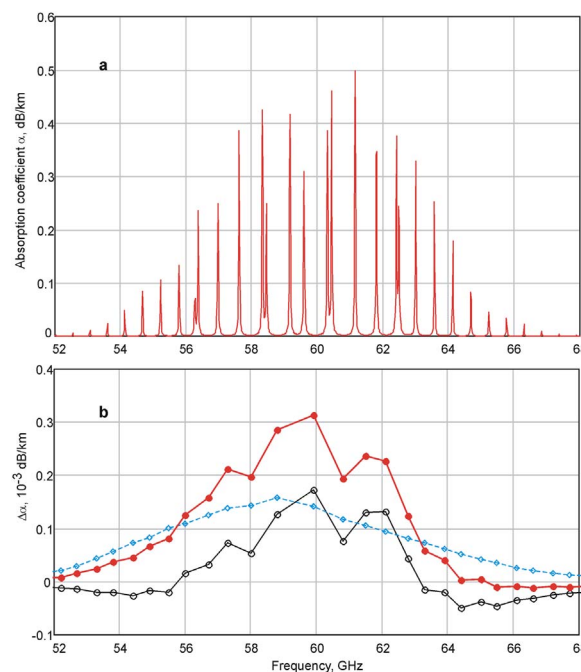 0.6
a
0.5
0.4
0.3
0.2
0.1
0
Absorption coefficient α, dB/km
52 54 56 58 60 62 64 66 6
0.4
b
0.3
0.2
0.1
0
-0.1
Δα, 10⁻³ dB/km
52 54 56 58 60 62 64 66 6
Frequency, GHz